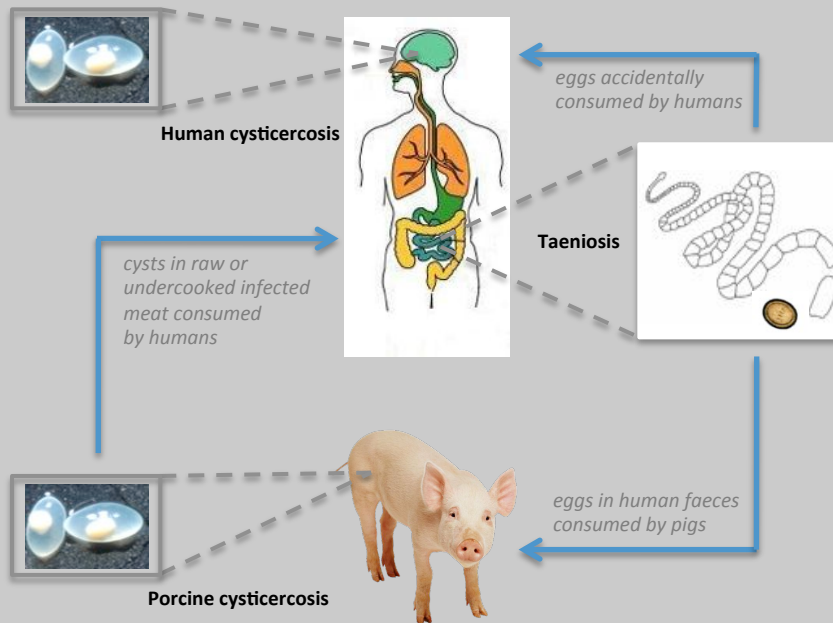 eggs accidentally
consumed by humans
Human cysticercosis
Taeniosis
cysts in raw or
undercooked infected
meat consumed
by humans
eggs in human faeces
consumed by pigs
Porcine cysticercosis